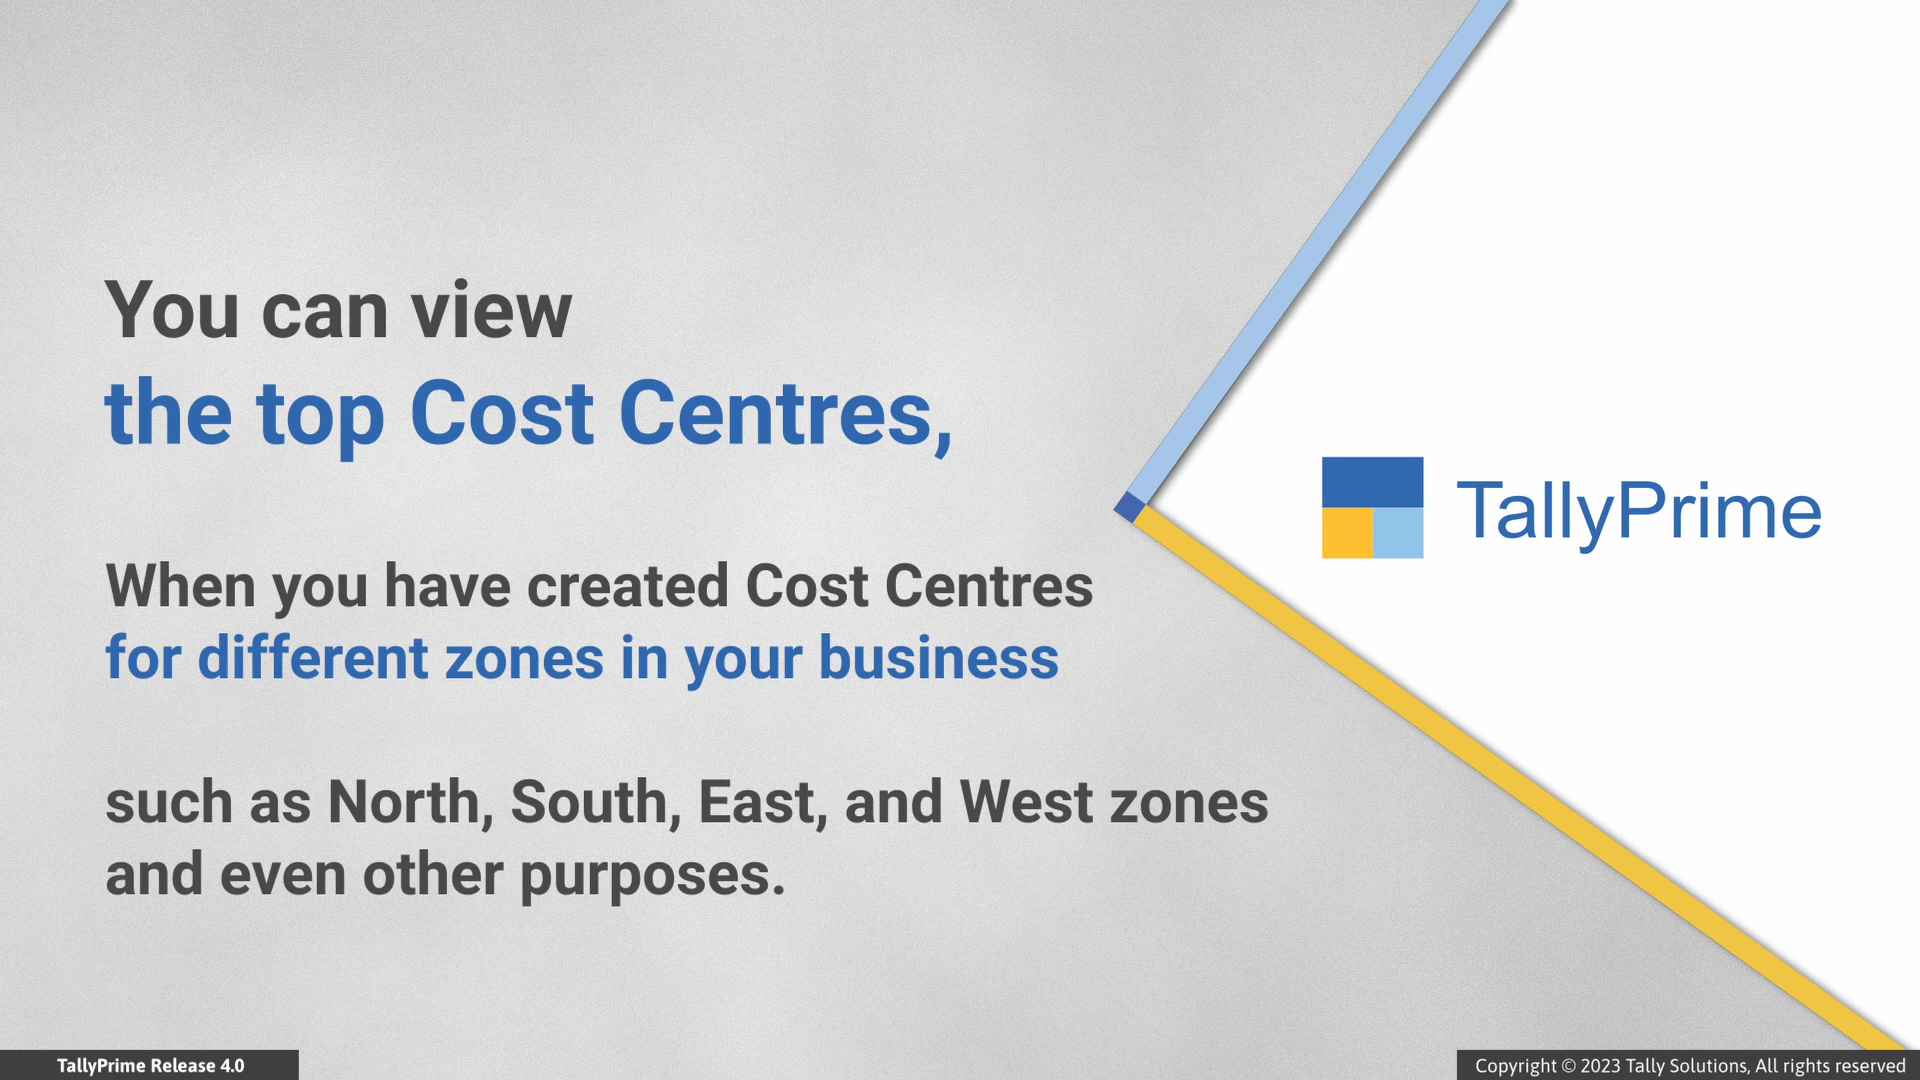 You can view
the top Cost Centres,
When you have created Cost Centres
for different zones in your business
such as North, South, East, and West zones
and even other purposes.
TallyPrime
TallyPrime Release 4.0
Copyright © 2023 Tally Solutions, All rights reserved